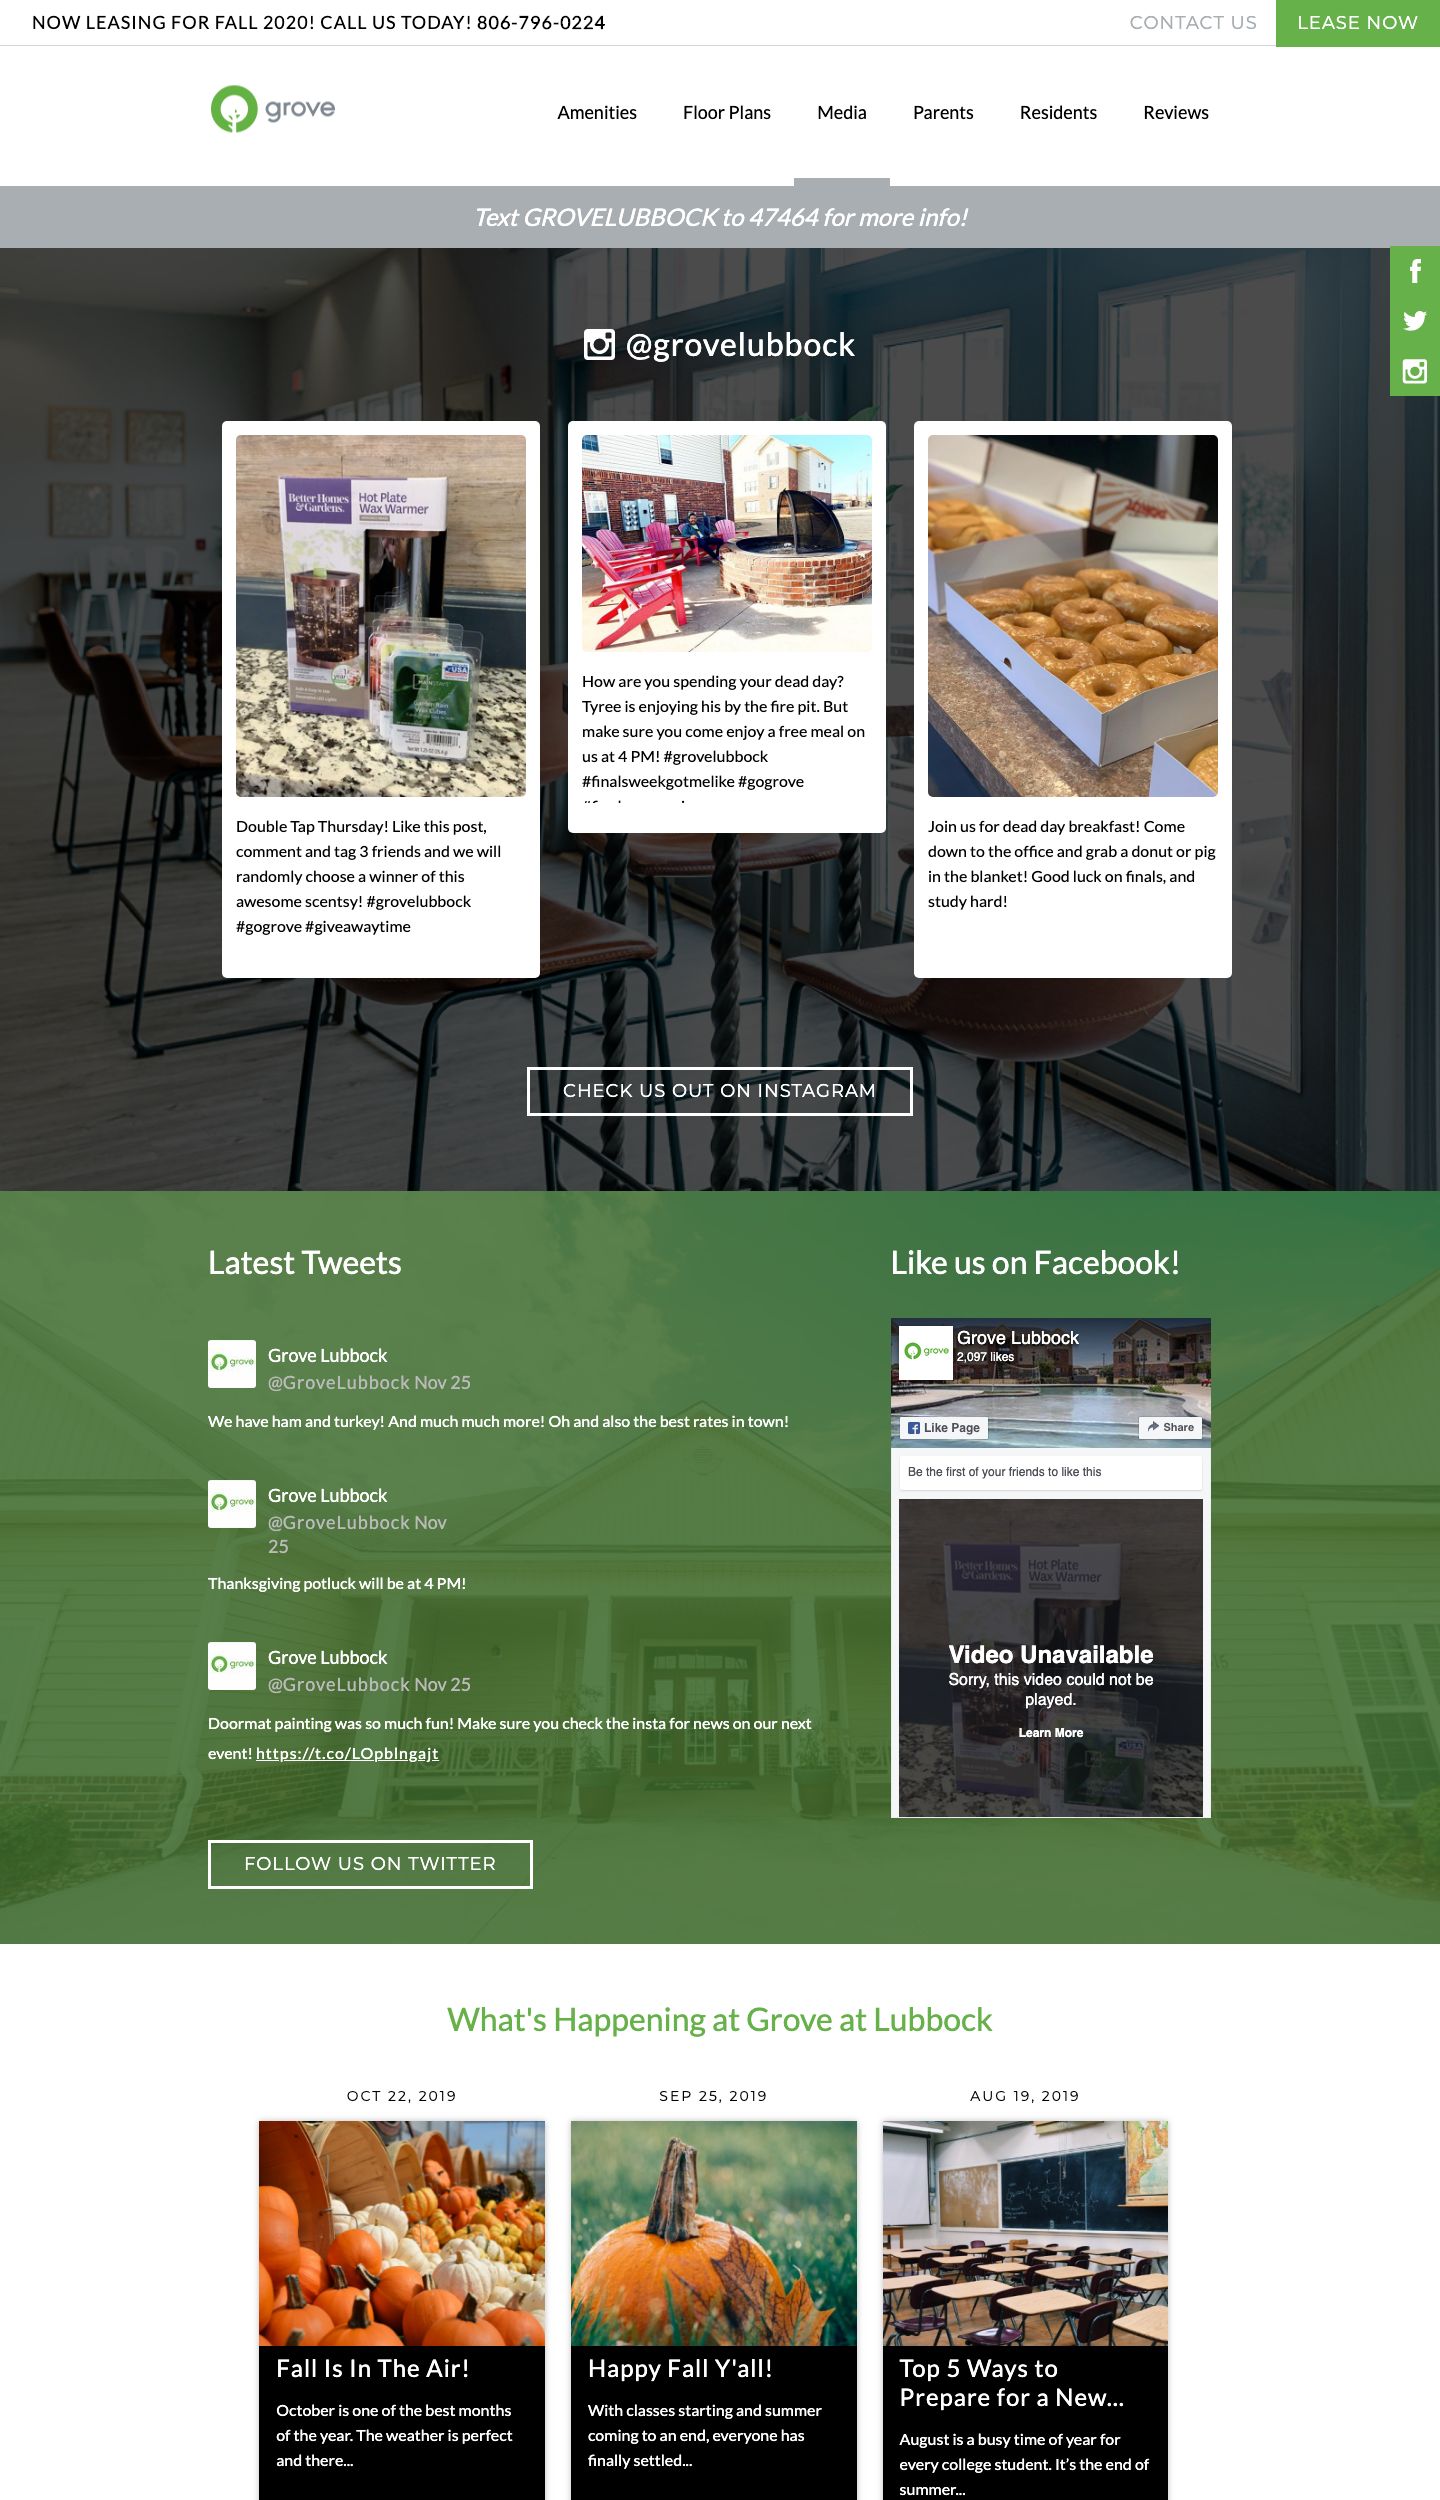 NOW LEASING FOR FALL 2020! CALL US TODAY! 806-796-0224
CONTACT US
LEASE NOW
grove
Amenities
Floor Plans
Media
Parents
Residents
Reviews
Text GROVELUBBOCK to 47464 for more info!
@grovelubbock
Better Homes
& Gardens.
Hot Plate
Wax Warmer
Double Tap Thursday! Like this post,
comment and tag 3 friends and we will
randomly choose a winner of this
awesome scentsy! #grovelubbock
#gogrove #giveawaytime
How are you spending your dead day?
Tyree is enjoying his by the fire pit. But
make sure you come enjoy a free meal on
us at 4 PM! #grovelubbock
#finalsweekgotmelike #gogrove
Join us for dead day breakfast! Come
down to the office and grab a donut or pig
in the blanket! Good luck on finals, and
study hard!
CHECK US OUT ON INSTAGRAM
Latest Tweets
grove
Grove Lubbock
@GroveLubbock Nov 25
We have ham and turkey! And much much more! Oh and also the best rates in town!
grove
Grove Lubbock
@GroveLubbock Nov
25
Thanksgiving potluck will be at 4 PM!
grove
Grove Lubbock
@GroveLubbock Nov 25
Doormat painting was so much fun! Make sure you check the insta for news on our next
event! https://t.co/LOpblngajt
FOLLOW US ON TWITTER
Like us on Facebook!
grove
Grove Lubbock
2,097 likes
Like Page
Share
Be the first of your friends to like this
Better Homes
& Gardens.
Hot Plate
Wax Warmer
Video Unavailable
Sorry, this video could not be
played.
Learn More
What's Happening at Grove at Lubbock
OCT 22, 2019
SEP 25, 2019
AUG 19, 2019
Fall Is In The Air!
October is one of the best months
of the year. The weather is perfect
and there...
Happy Fall Y'all!
With classes starting and summer
coming to an end, everyone has
finally settled...
Top 5 Ways to
Prepare for a New...
August is a busy time of year for
every college student. It’s the end of
summer...